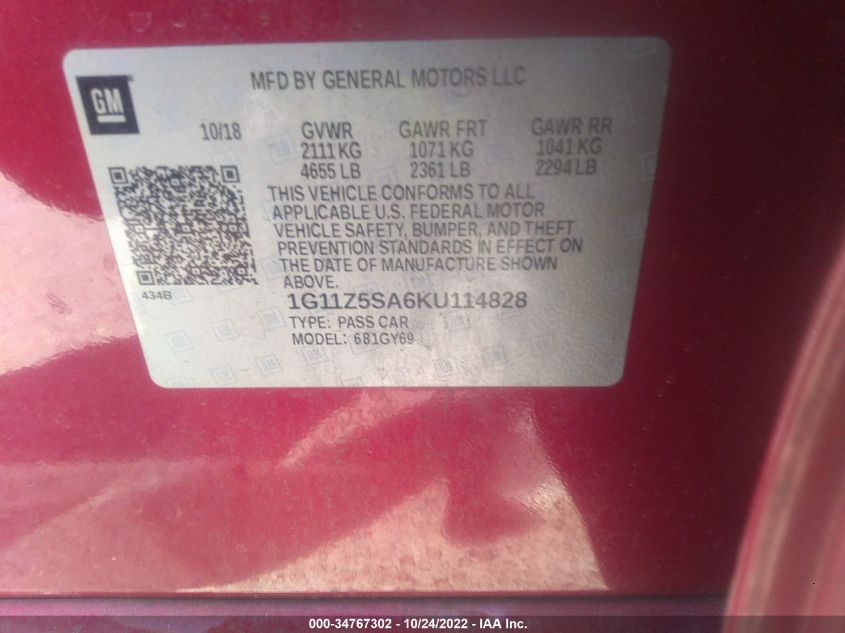 GM
MFD BY GENERAL MOTORS LLC
10/18 GVWR GAWR FRT GAWR RR
2111 KG 1071 KG 1041 KG
4655 LB 2361 LB 2294 LB
THIS VEHICLE CONFORMS TO ALL
APPLICABLE U.S. FEDERAL MOTOR
VEHICLE SAFETY, BUMPER, AND THEFT
PREVENTION STANDARDS IN EFFECT ON
THE DATE OF MANUFACTURE SHOWN
ABOVE.
434B
1G11Z5SA6KU114828
TYPE: PASS CAR
MODEL: 681GY69
000-34767302 - 10/24/2022 - IAA Inc.